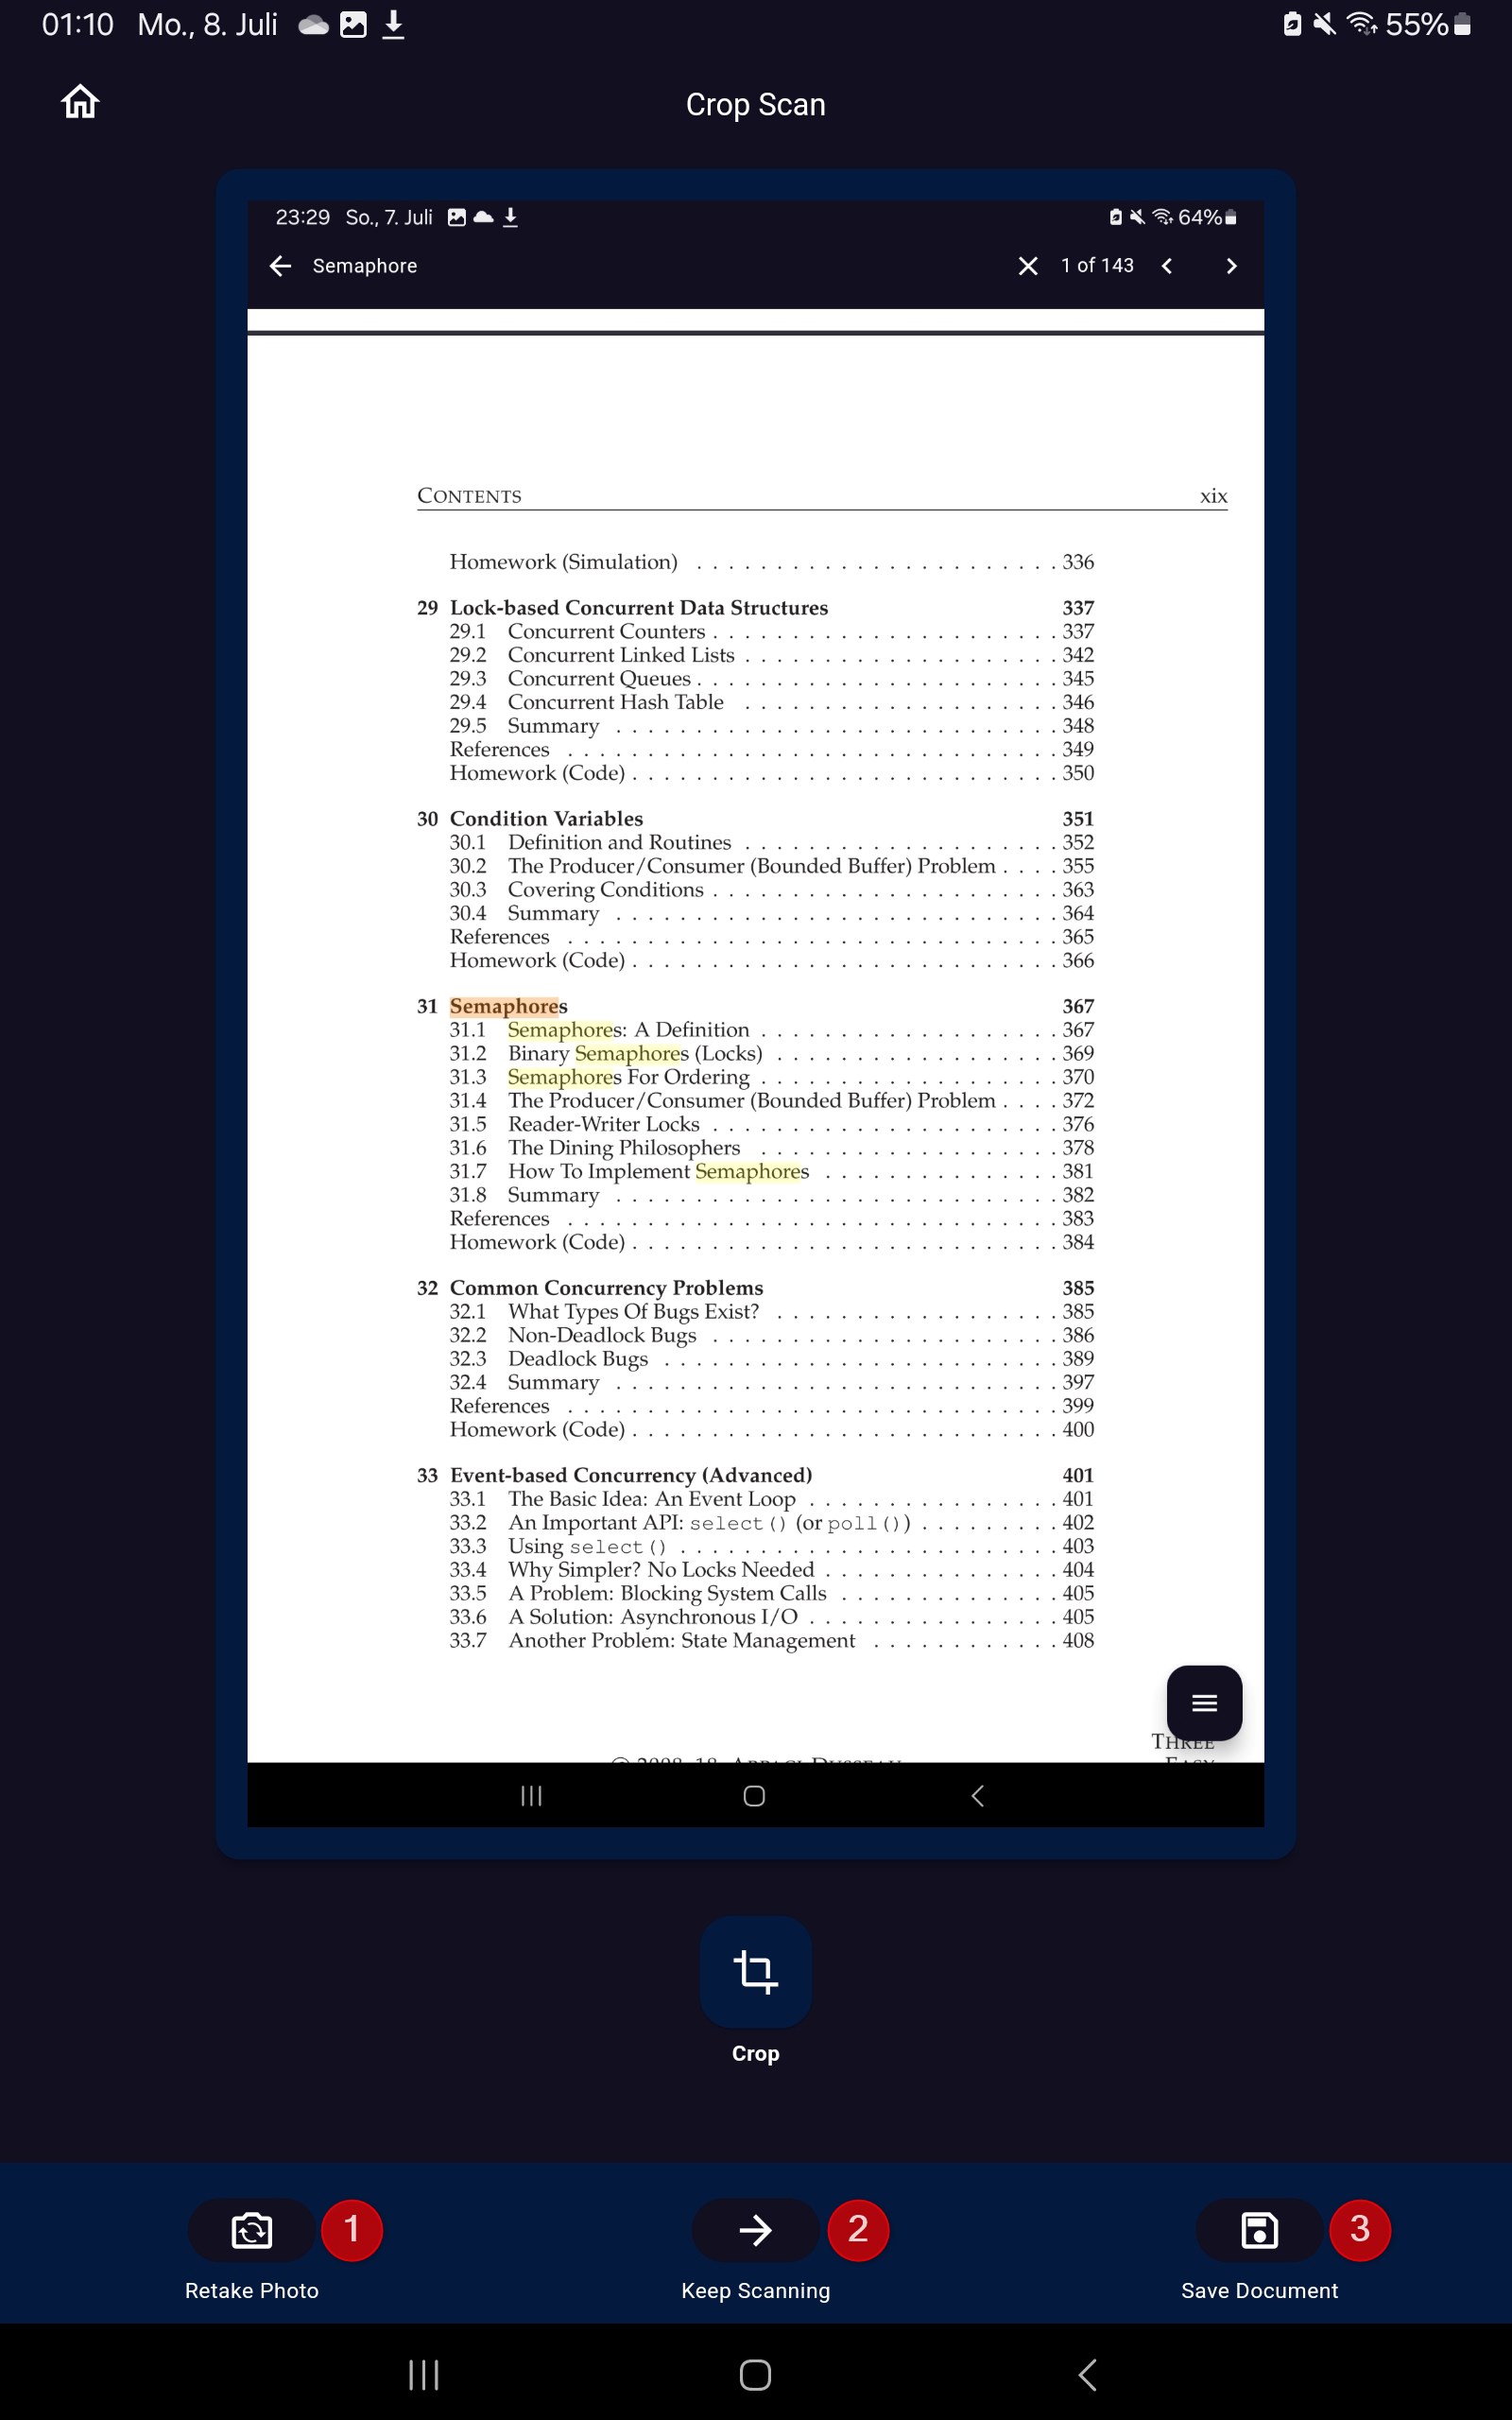 01:10 Mo., 8. Juli 55%
Crop Scan
23:29 So., 7. Juli 64%
Semaphore 1 of 143
CONTENTS xix
Homework (Simulation) . . . . . . . . . . . . . . . . . . . . . . . 336
29 Lock-based Concurrent Data Structures 337
29.1 Concurrent Counters . . . . . . . . . . . . . . . . . . . . . . 337
29.2 Concurrent Linked Lists . . . . . . . . . . . . . . . . . . . . 342
29.3 Concurrent Queues . . . . . . . . . . . . . . . . . . . . . . . 345
29.4 Concurrent Hash Table . . . . . . . . . . . . . . . . . . . . 346
29.5 Summary . . . . . . . . . . . . . . . . . . . . . . . . . . . . 348
References . . . . . . . . . . . . . . . . . . . . . . . . . . . . . . . 349
Homework (Code) . . . . . . . . . . . . . . . . . . . . . . . . . . . 350
30 Condition Variables 351
30.1 Definition and Routines . . . . . . . . . . . . . . . . . . . . 352
30.2 The Producer/Consumer (Bounded Buffer) Problem . . . . 355
30.3 Covering Conditions . . . . . . . . . . . . . . . . . . . . . . 363
30.4 Summary . . . . . . . . . . . . . . . . . . . . . . . . . . . . 364
References . . . . . . . . . . . . . . . . . . . . . . . . . . . . . . . 365
Homework (Code) . . . . . . . . . . . . . . . . . . . . . . . . . . . 366
31 Semaphores 367
31.1 Semaphores: A Definition . . . . . . . . . . . . . . . . . . . 367
31.2 Binary Semaphores (Locks) . . . . . . . . . . . . . . . . . . 369
31.3 Semaphores For Ordering . . . . . . . . . . . . . . . . . . . 370
31.4 The Producer/Consumer (Bounded Buffer) Problem . . . . 372
31.5 Reader-Writer Locks . . . . . . . . . . . . . . . . . . . . . . 376
31.6 The Dining Philosophers . . . . . . . . . . . . . . . . . . . 378
31.7 How To Implement Semaphores . . . . . . . . . . . . . . . 381
31.8 Summary . . . . . . . . . . . . . . . . . . . . . . . . . . . . 382
References . . . . . . . . . . . . . . . . . . . . . . . . . . . . . . . 383
Homework (Code) . . . . . . . . . . . . . . . . . . . . . . . . . . . 384
32 Common Concurrency Problems 385
32.1 What Types Of Bugs Exist? . . . . . . . . . . . . . . . . . . 385
32.2 Non-Deadlock Bugs . . . . . . . . . . . . . . . . . . . . . . 386
32.3 Deadlock Bugs . . . . . . . . . . . . . . . . . . . . . . . . . 389
32.4 Summary . . . . . . . . . . . . . . . . . . . . . . . . . . . . 397
References . . . . . . . . . . . . . . . . . . . . . . . . . . . . . . . 399
Homework (Code) . . . . . . . . . . . . . . . . . . . . . . . . . . . 400
33 Event-based Concurrency (Advanced) 401
33.1 The Basic Idea: An Event Loop . . . . . . . . . . . . . . . . 401
33.2 An Important API: select() (or poll()) . . . . . . . . . 402
33.3 Using select() . . . . . . . . . . . . . . . . . . . . . . . . 403
33.4 Why Simpler? No Locks Needed . . . . . . . . . . . . . . . 404
33.5 A Problem: Blocking System Calls . . . . . . . . . . . . . . 405
33.6 A Solution: Asynchronous I/O . . . . . . . . . . . . . . . . 405
33.7 Another Problem: State Management . . . . . . . . . . . . 408
THREE
Crop
1 2 3
Retake Photo Keep Scanning Save Document